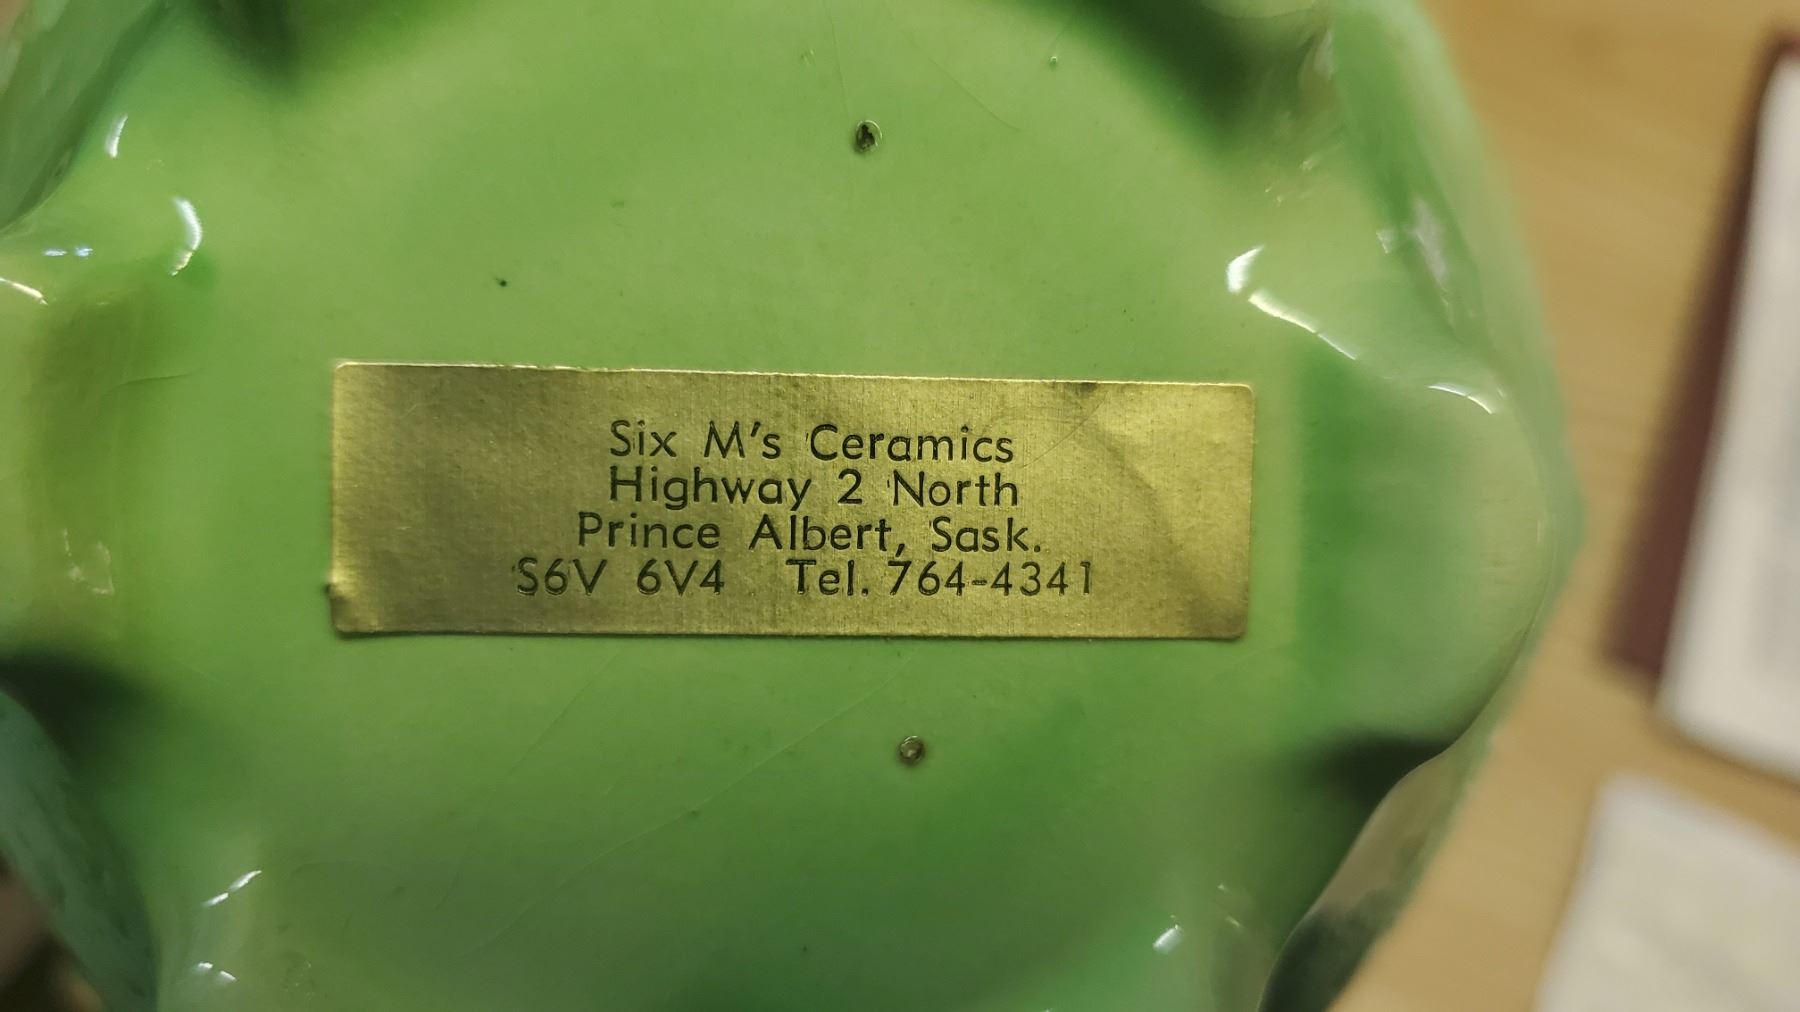 Six M's Ceramics
Highway 2 North
Prince Albert, Sask.
S6V 6V4 Tel. 764-4341